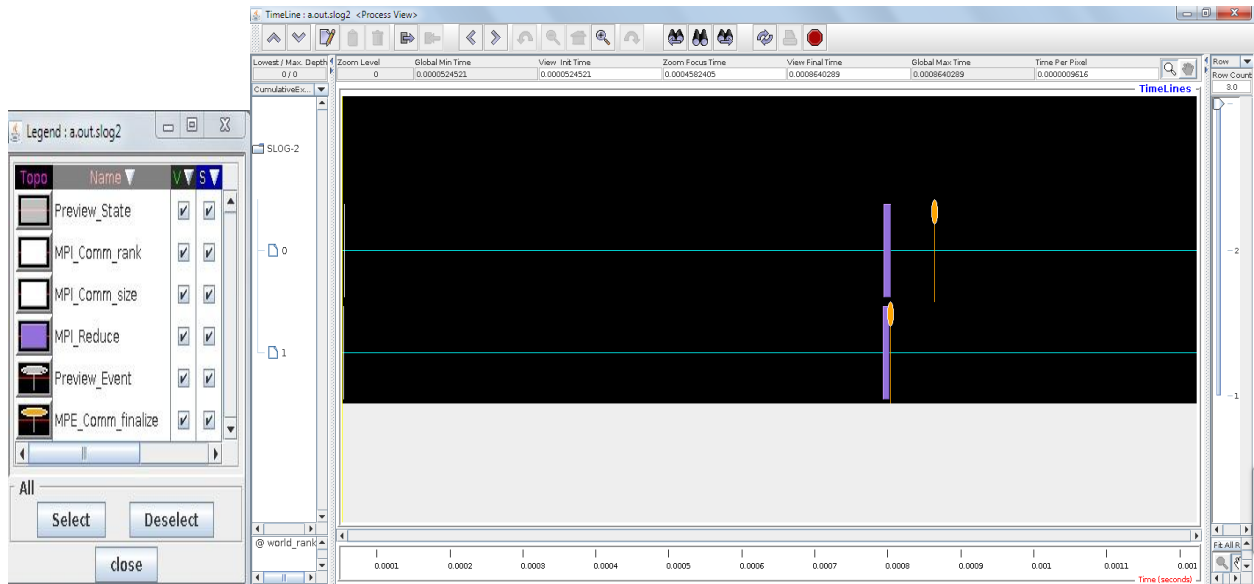 TimeLine : a.out.slog2 <Process View>
Lowest / Max. Depth Zoom Level Global Min Time View Init Time Zoom Focus Time View Final Time Global Max Time Time Per Pixel Row
0 / 0 0 0.0000524521 0.0000524521 0.0004582405 0.0008640289 0.0008640289 0.0000009616 Row Count
CumulativeEx... TimeLines 3.0
Legend : a.out.slog2
SLOG-2
Topo Name V S
Preview_State
MPI_Comm_rank
0 2
MPI_Comm_size
MPI_Reduce
1
Preview_Event
1
MPE_Comm_finalize
All
Select Deselect
close
@ world_rank
Fit All R
0.0001 0.0002 0.0003 0.0004 0.0005 0.0006 0.0007 0.0008 0.0009 0.001 0.0011 0.001
Time (seconds)